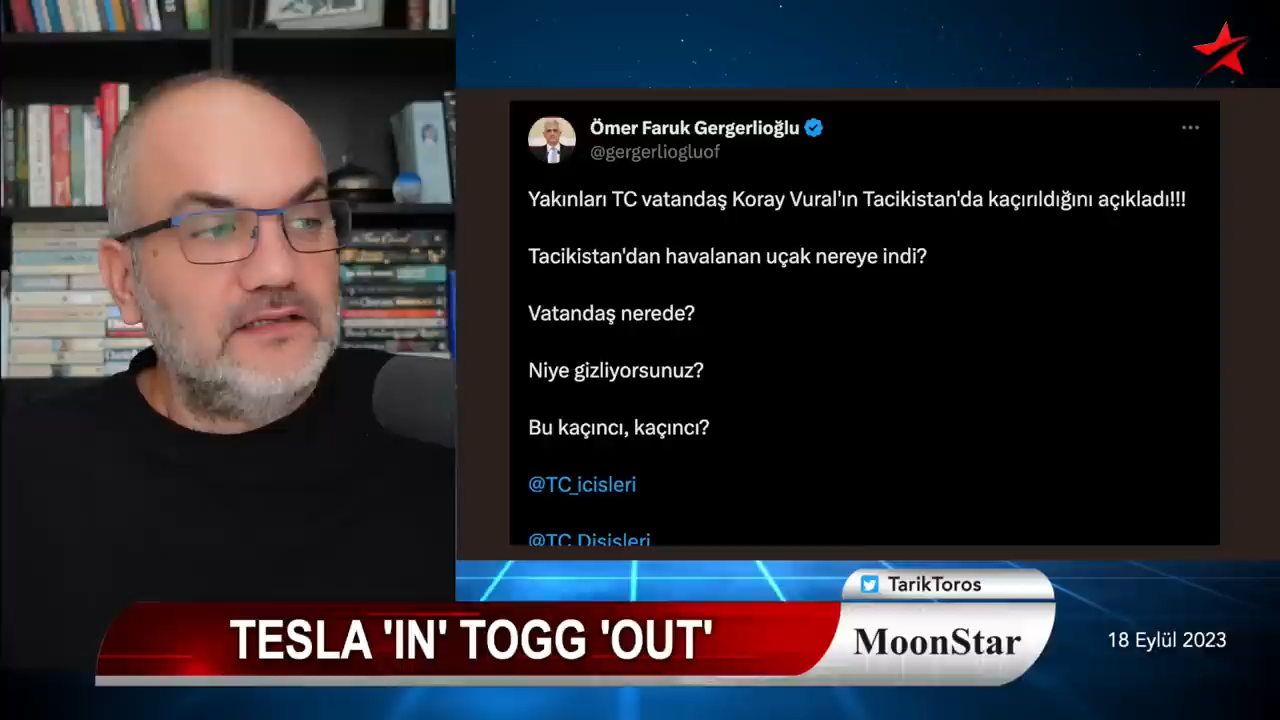 Ömer Faruk Gergerlioğlu
@gergerliogluof
Yakınları TC vatandaş Koray Vural'ın Tacikistan'da kaçırıldığını açıkladı!!!
Tacikistan'dan havalanan uçak nereye indi?
Vatandaş nerede?
Niye gizliyorsunuz?
Bu kaçıncı, kaçıncı?
@TC_icisleri
@TC_Disisleri
TarikToros
TESLA 'IN' TOGG 'OUT'
MoonStar
18 Eylül 2023